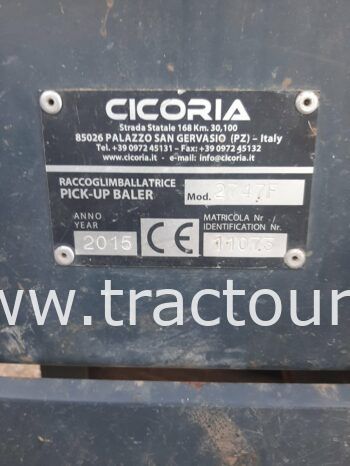 CICORIA
Strada Statale 168 Km. 30,100
85026 PALAZZO SAN GERVASIO (PZ) – Italy
Tel. +39 0972 45131 – Fax: +39 0972 45132
www.cicoria.it - e-mail: info@cicoria.it
RACCOGLIMBALLATRICE
PICK-UP BALER Mod. 2747F
ANNO
YEAR 2015
CE
MATRICOLA Nr
IDENTIFICATION Nr.
11075
www.tractour